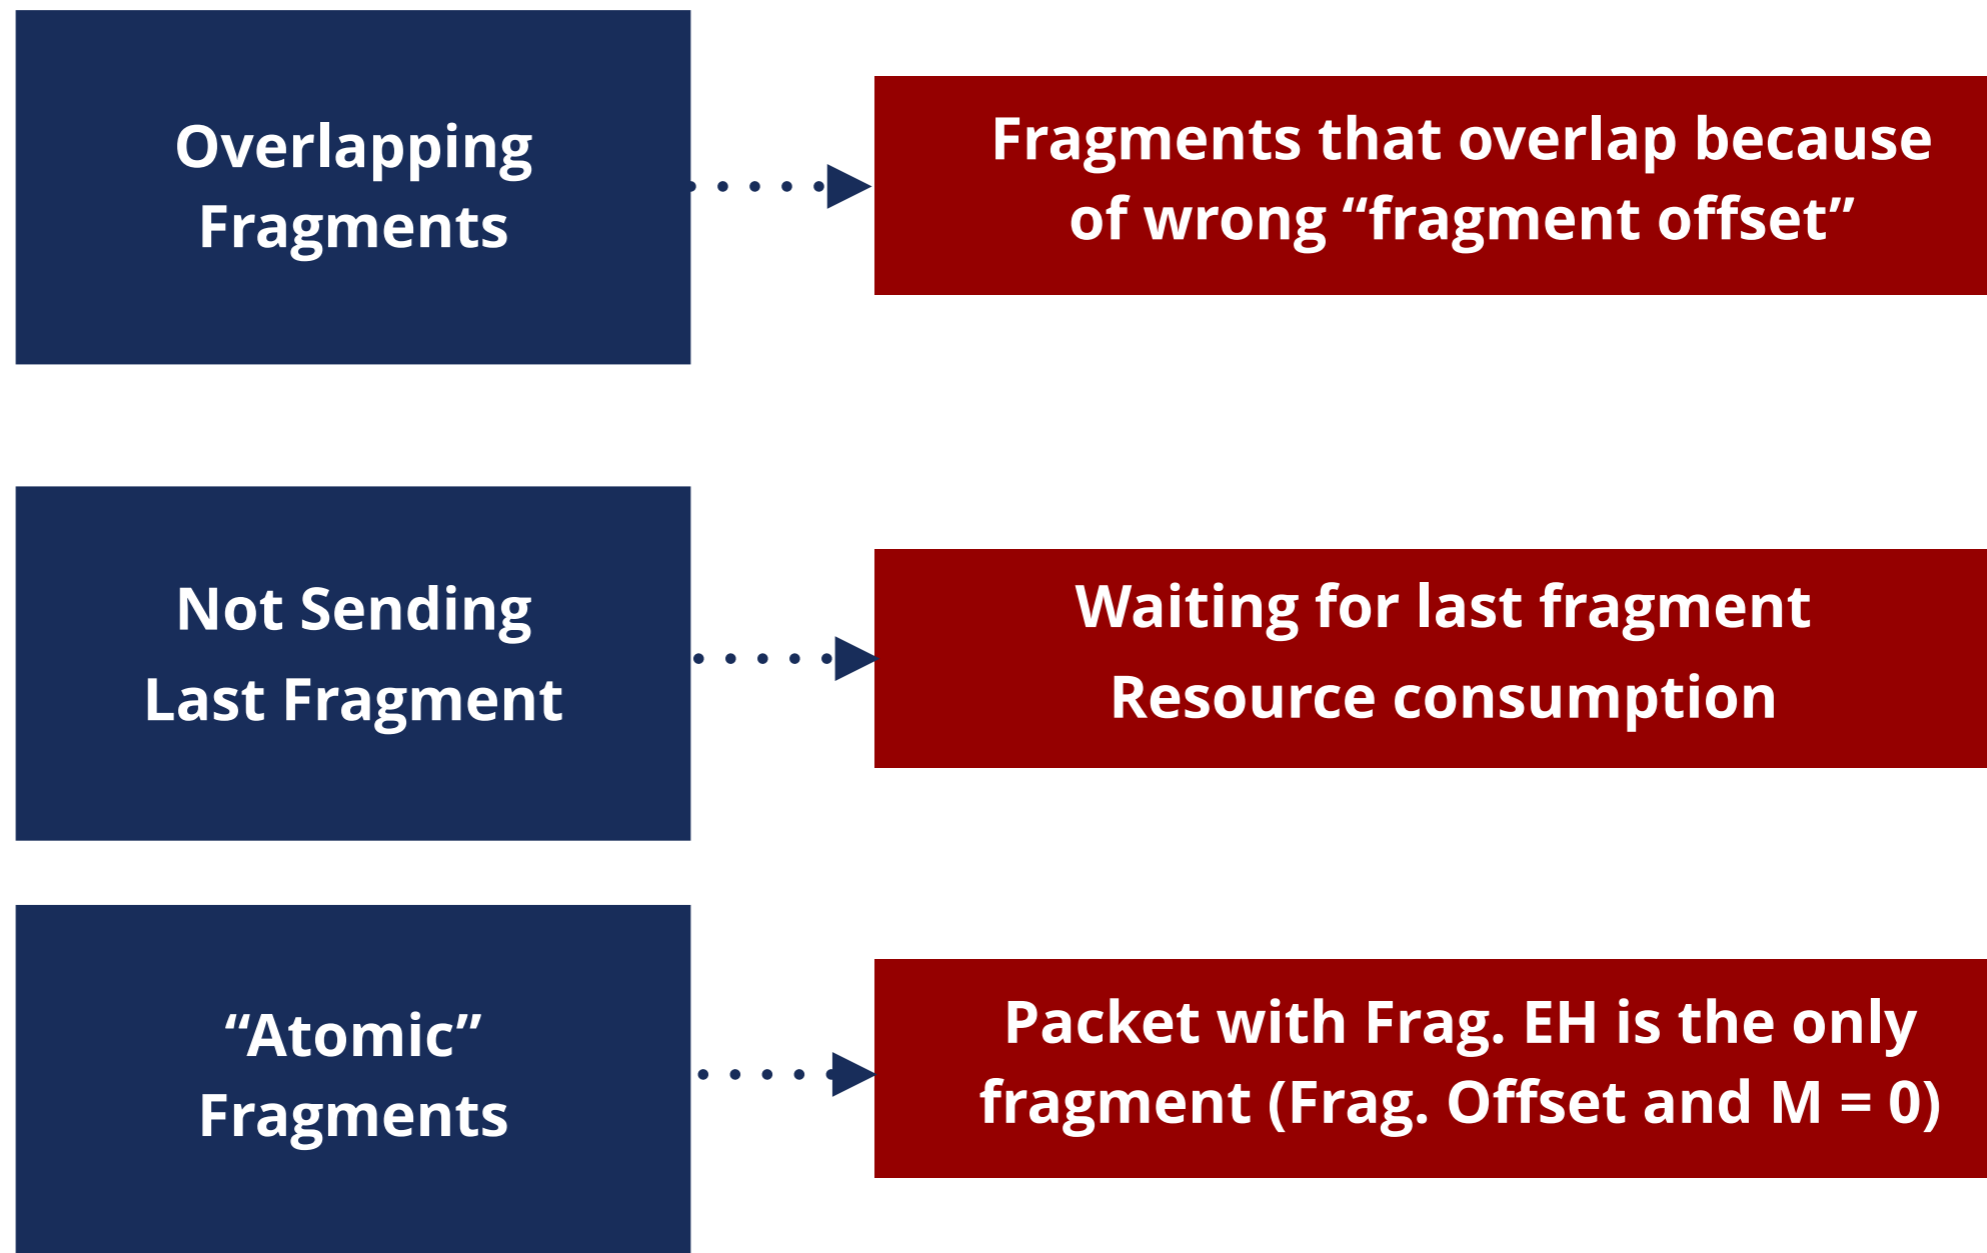 Overlapping
Fragments
Fragments that overlap because
of wrong “fragment offset”
Not Sending
Last Fragment
Waiting for last fragment
Resource consumption
“Atomic”
Fragments
Packet with Frag. EH is the only
fragment (Frag. Offset and M = 0)